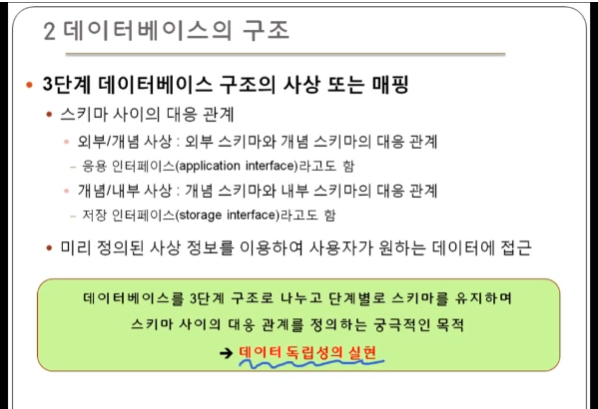 2 데이터베이스의 구조
• 3단계 데이터베이스 구조의 사상 또는 매핑
• 스키마 사이의 대응 관계
• 외부/개념 사상 : 외부 스키마와 개념 스키마의 대응 관계
– 응용 인터페이스(application interface)라고도 함
• 개념/내부 사상 : 개념 스키마와 내부 스키마의 대응 관계
– 저장 인터페이스(storage interface)라고도 함
• 미리 정의된 사상 정보를 이용하여 사용자가 원하는 데이터에 접근
데이터베이스를 3단계 구조로 나누고 단계별로 스키마를 유지하며
스키마 사이의 대응 관계를 정의하는 궁극적인 목적
➔ 데이터 독립성의 실현